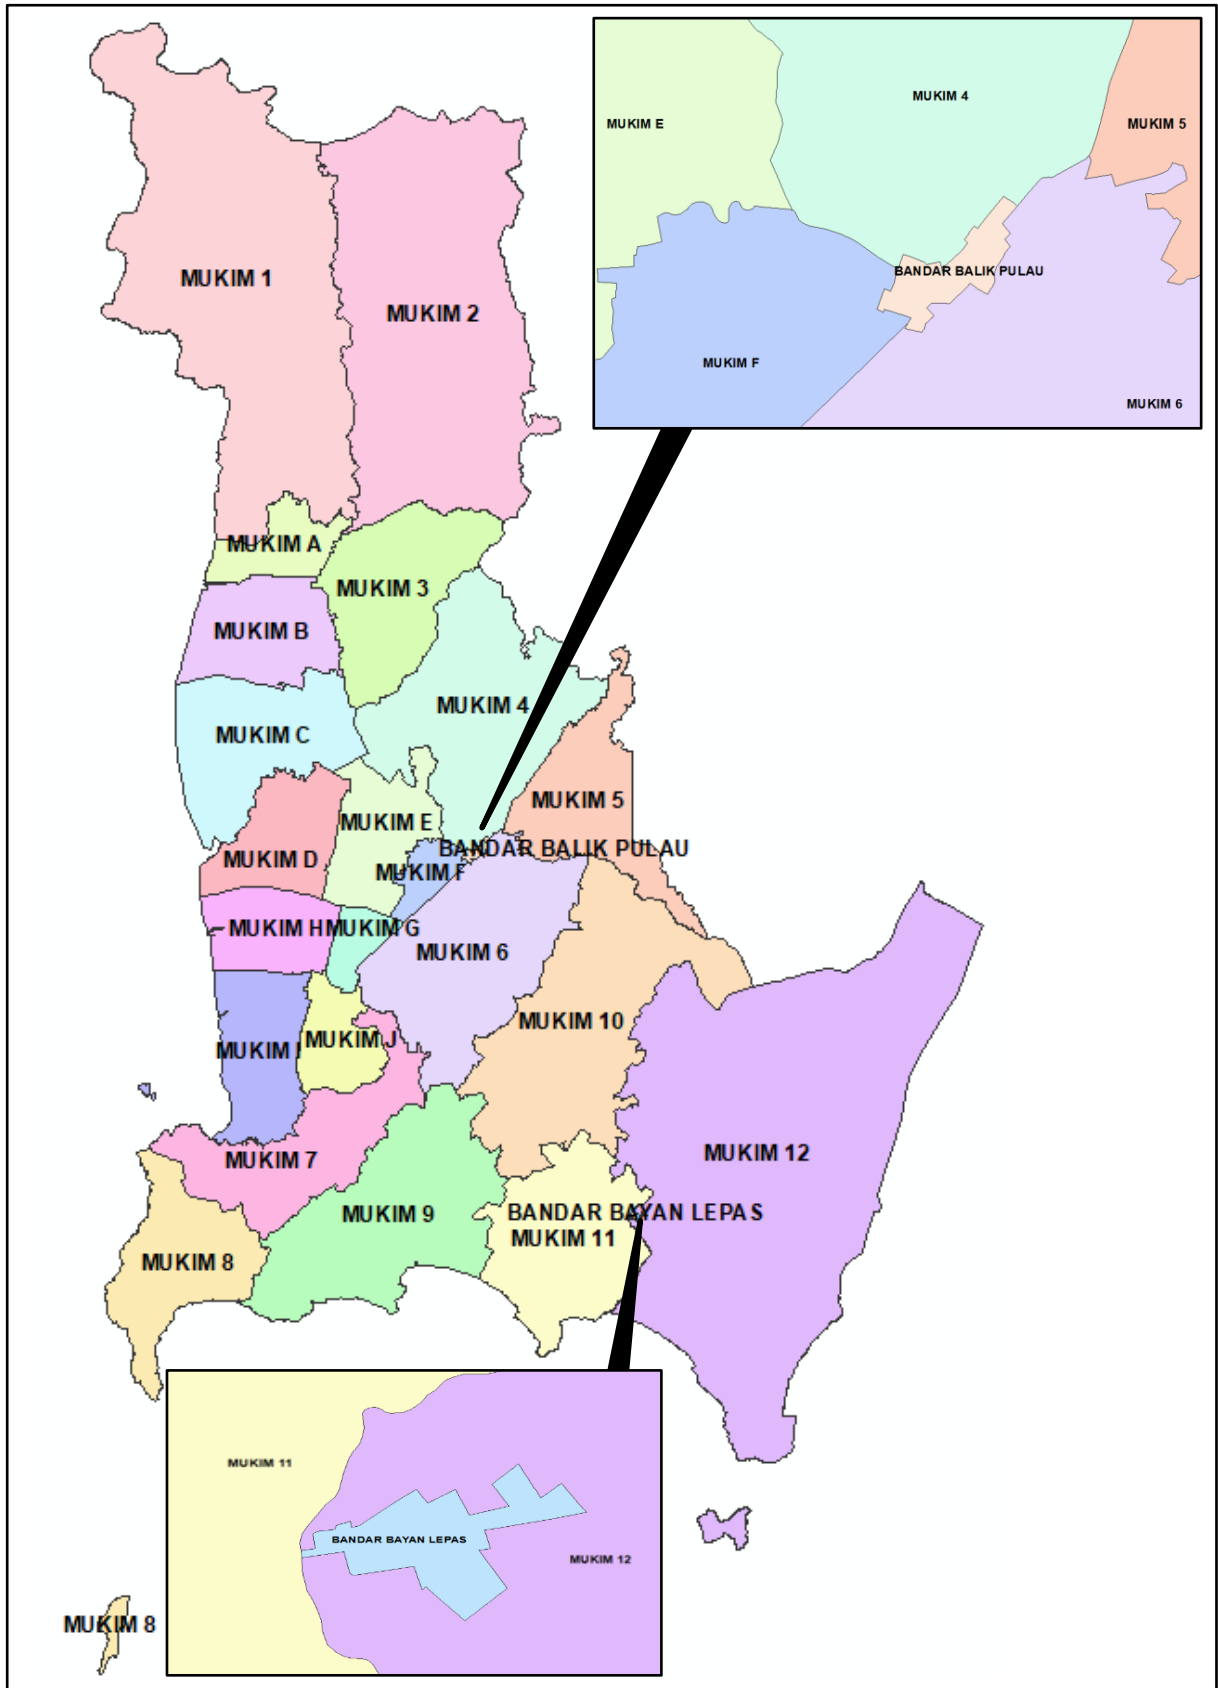 MUKIM 4
MUKIM E
MUKIM 5
BANDAR BALIK PULAU
MUKIM F
MUKIM 6
MUKIM 1
MUKIM 2
MUKIM A
MUKIM 3
MUKIM B
MUKIM 4
MUKIM C
MUKIM 5
MUKIM E
BANDAR BALIK PULAU
MUKIM D
MUKIM F
MUKIM H
MUKIM G
MUKIM 6
MUKIM 10
MUKIM J
MUKIM I
MUKIM 12
MUKIM 7
MUKIM 9
BANDAR BAYAN LEPAS
MUKIM 11
MUKIM 8
MUKIM 11
BANDAR BAYAN LEPAS
MUKIM 12
MUKIM 8